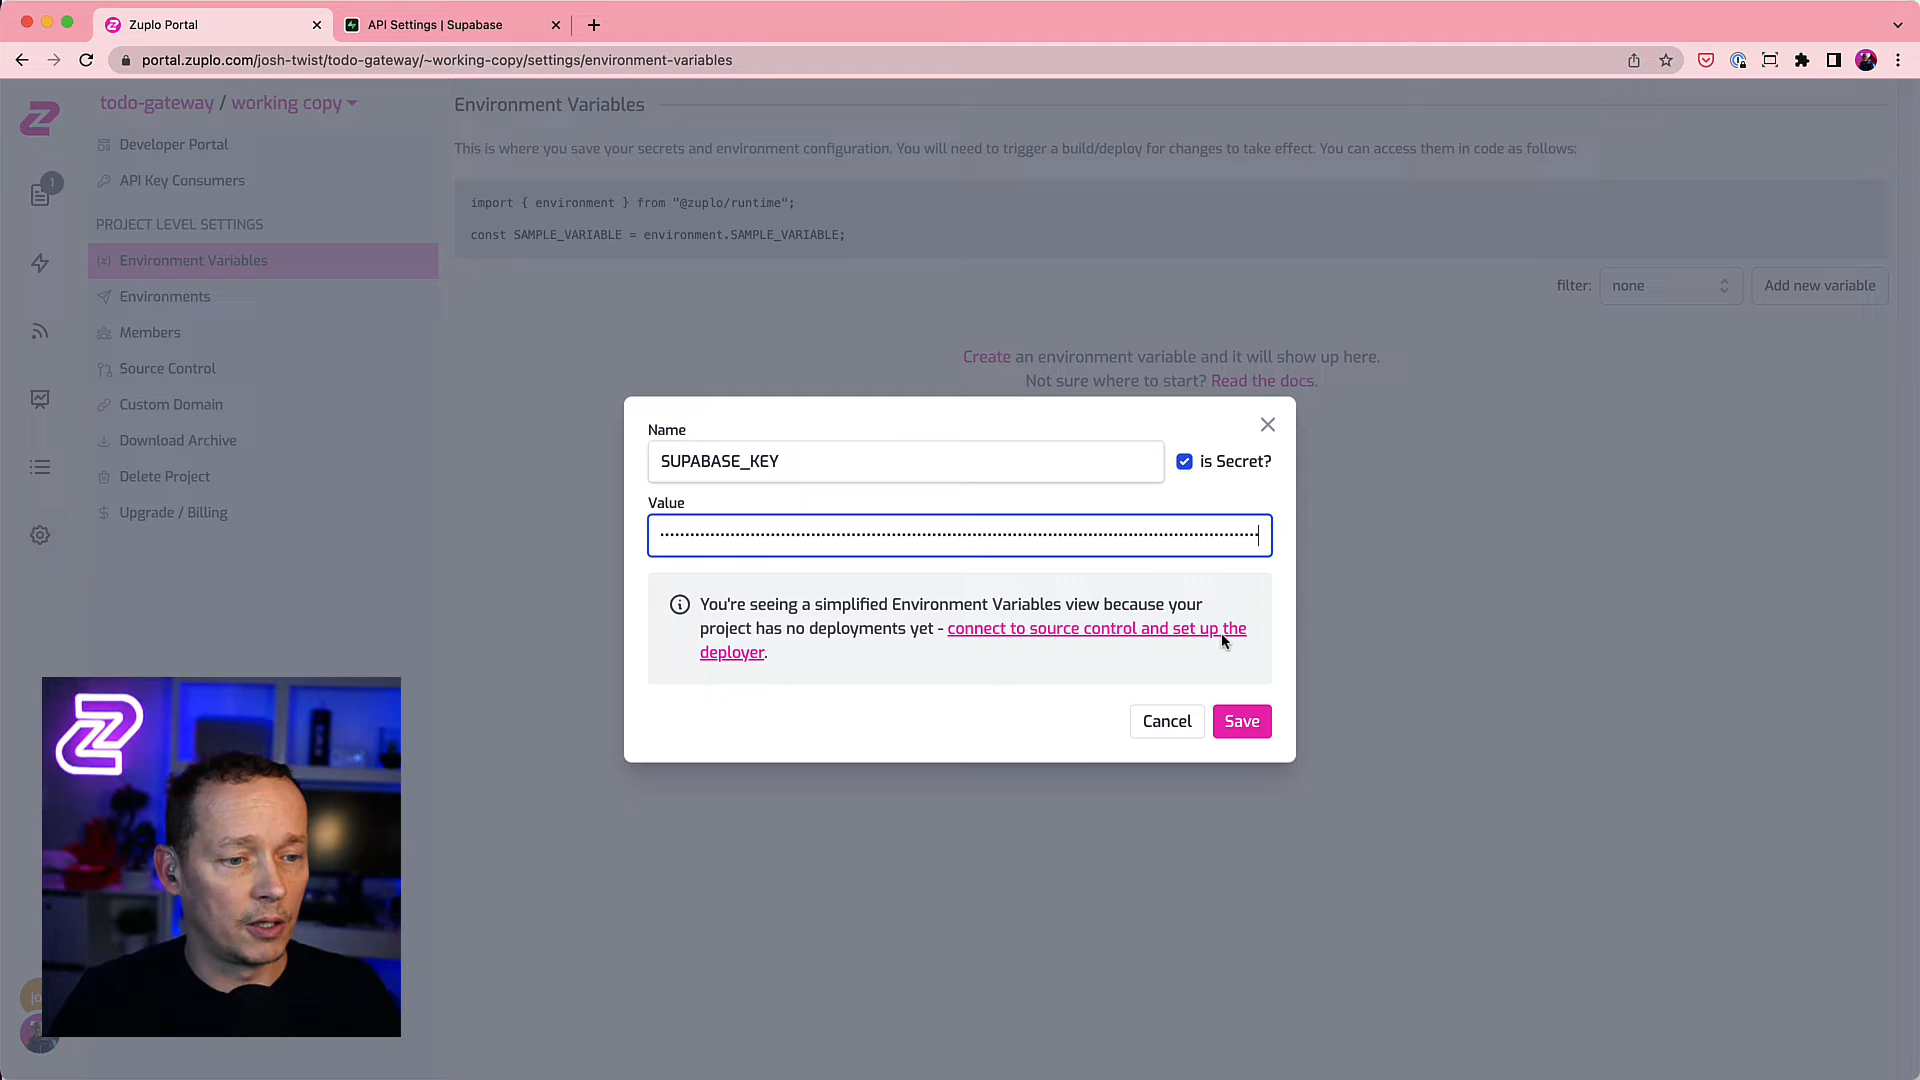 Zuplo Portal
API Settings | Supabase
portal.zuplo.com/josh-twist/todo-gateway/~working-copy/settings/environment-variables
todo-gateway / working copy
Developer Portal
API Key Consumers
PROJECT LEVEL SETTINGS
Environment Variables
Environments
Members
Source Control
Custom Domain
Download Archive
Delete Project
Upgrade / Billing
1
jo
Environment Variables
This is where you save your secrets and environment configuration. You will need to trigger a build/deploy for changes to take effect. You can access them in code as follows:
import { environment } from "@zuplo/runtime";
const SAMPLE_VARIABLE = environment.SAMPLE_VARIABLE;
filter:
none
Add new variable
Create an environment variable and it will show up here.
Not sure where to start? Read the docs.
Name
SUPABASE_KEY
is Secret?
Value
You're seeing a simplified Environment Variables view because your
project has no deployments yet - connect to source control and set up the
deployer.
Cancel
Save